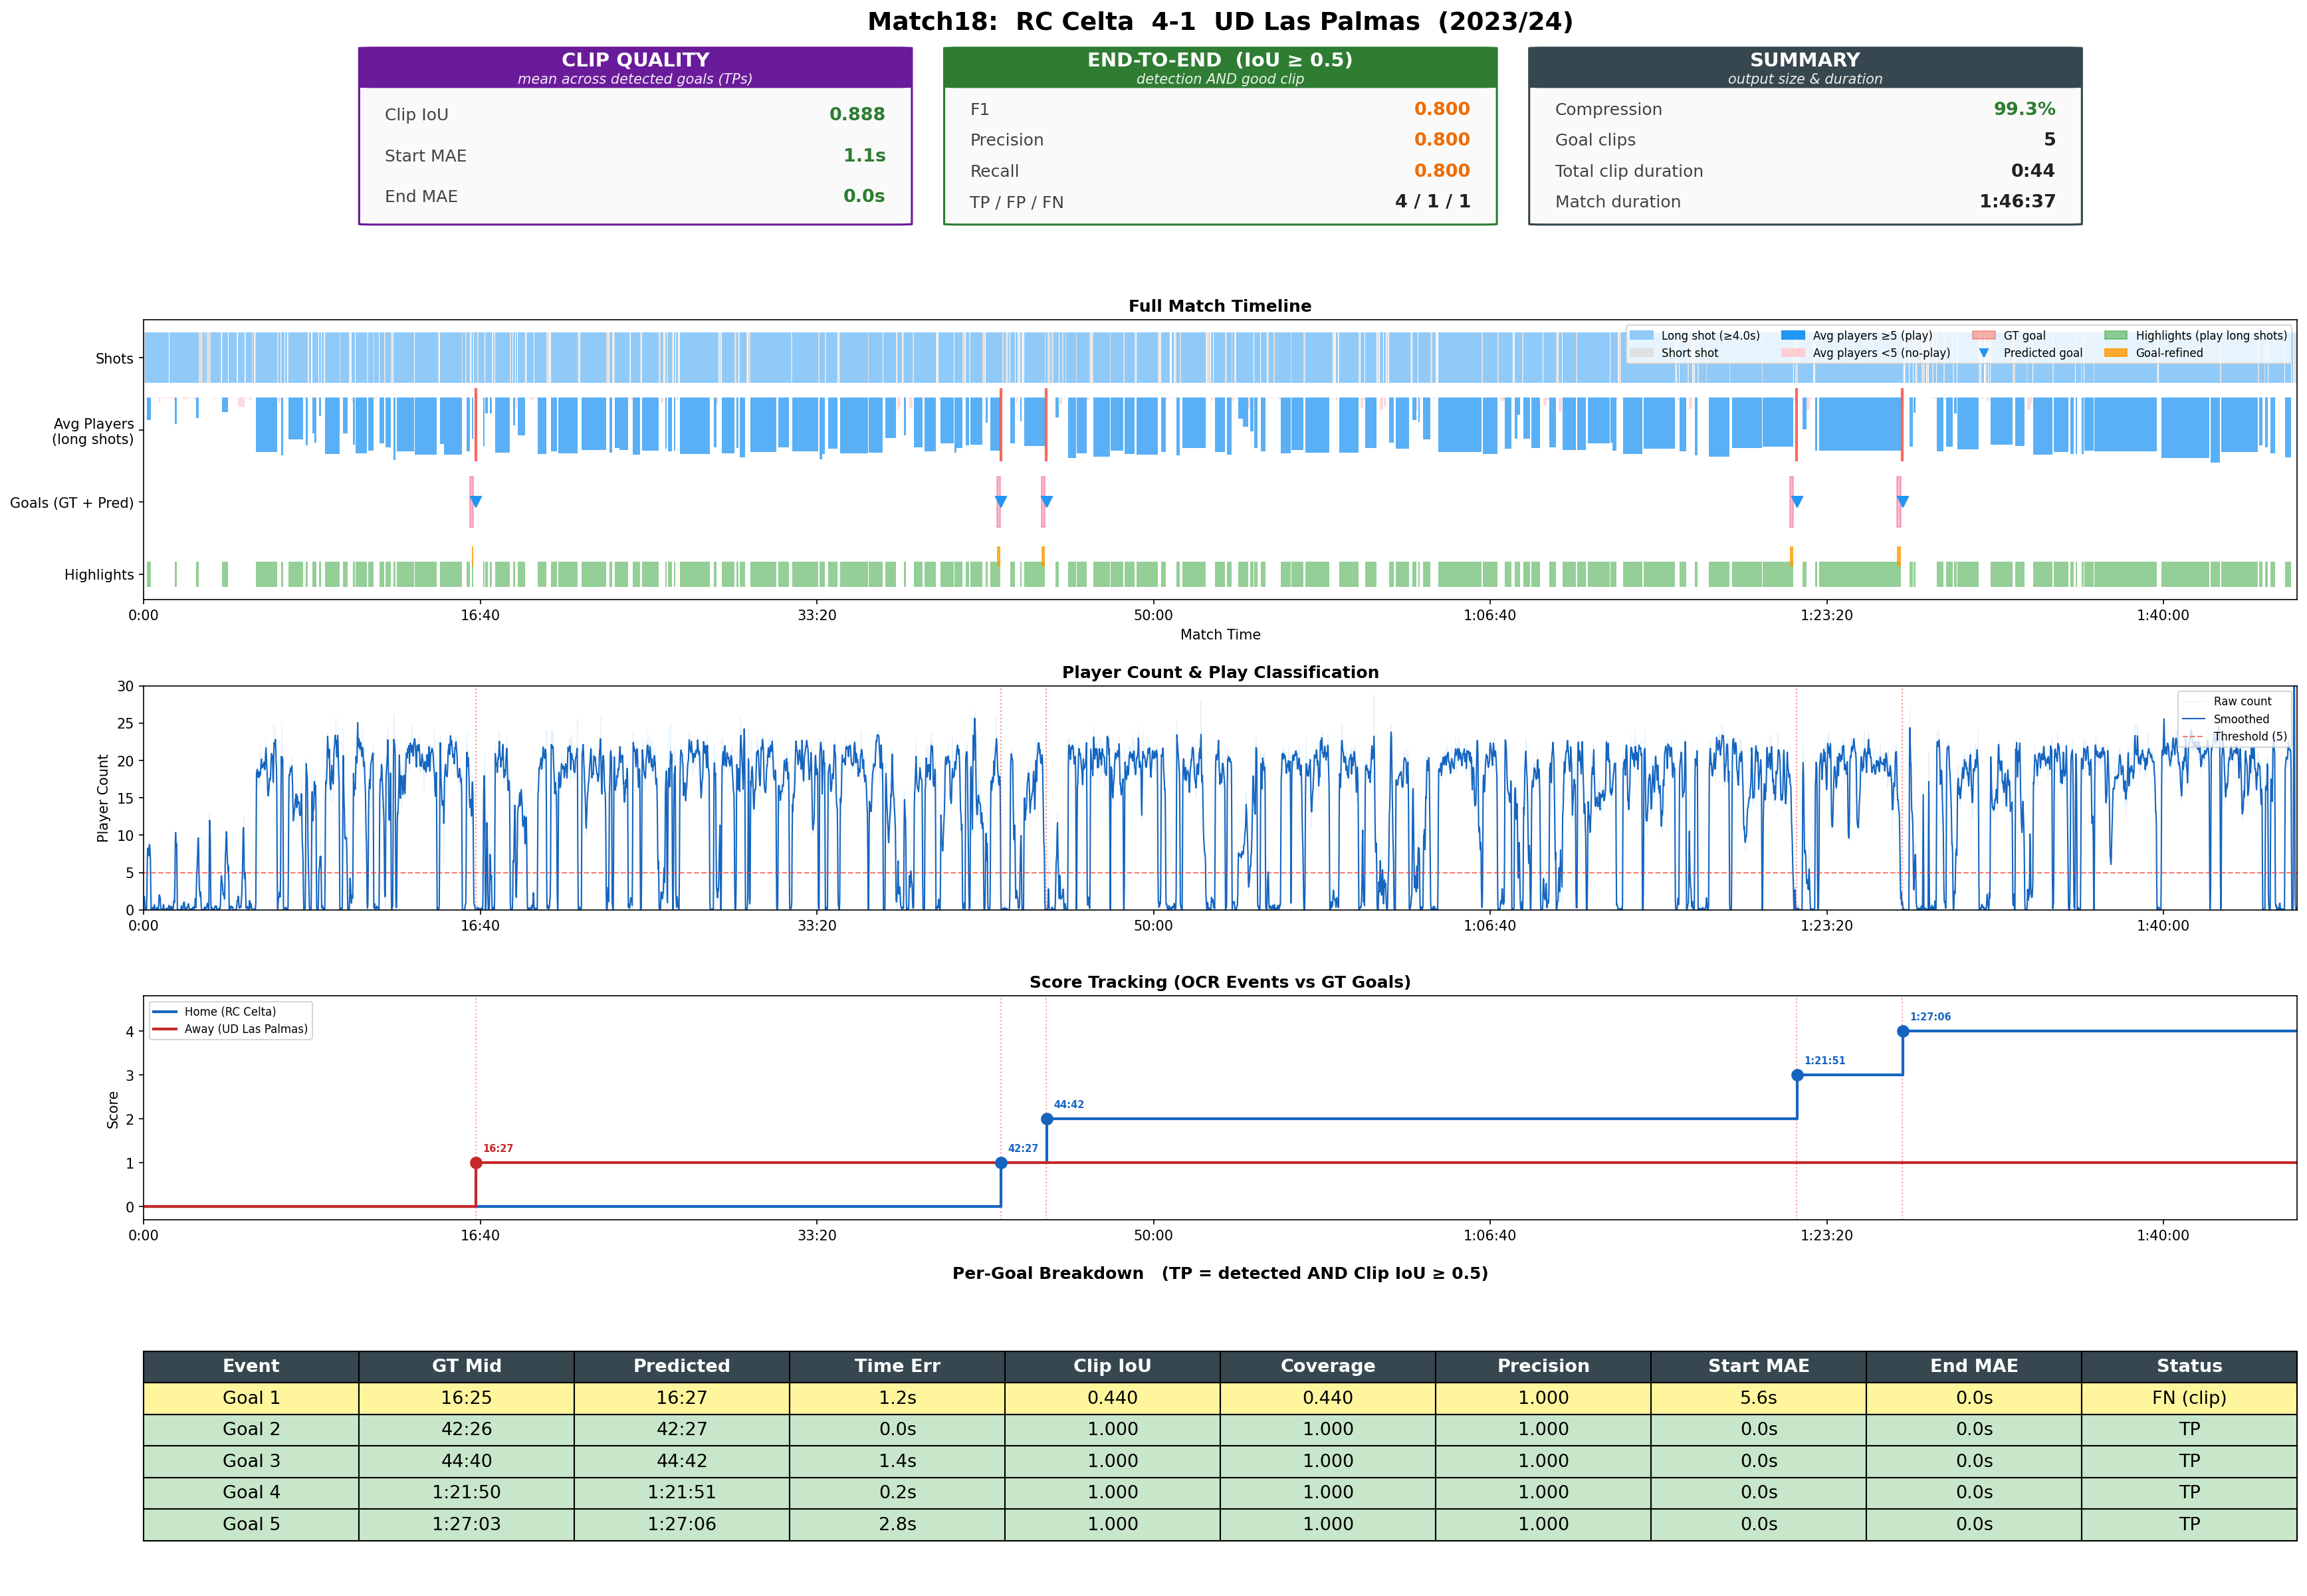 Match18:  RC Celta  4-1  UD Las Palmas  (2023/24)
CLIP QUALITY
mean across detected goals (TPs)
Clip IoU 0.888
Start MAE 1.1s
End MAE 0.0s
END-TO-END  (IoU ≥ 0.5)
detection AND good clip
F1 0.800
Precision 0.800
Recall 0.800
TP / FP / FN 4 / 1 / 1
SUMMARY
output size & duration
Compression 99.3%
Goal clips 5
Total clip duration 0:44
Match duration 1:46:37
Full Match Timeline
Long shot (≥4.0s) Avg players ≥5 (play) GT goal Highlights (play long shots)
Short shot Avg players <5 (no-play) Predicted goal Goal-refined
Shots
Avg Players
(long shots)
Goals (GT + Pred)
Highlights
0:00 16:40 33:20 50:00 1:06:40 1:23:20 1:40:00
Match Time
Player Count & Play Classification
Raw count
Smoothed
Threshold (5)
Player Count
30
25
20
15
10
5
0
0:00 16:40 33:20 50:00 1:06:40 1:23:20 1:40:00
Score Tracking (OCR Events vs GT Goals)
Home (RC Celta)
Away (UD Las Palmas)
Score
4
3
2
1
0
16:27
42:27
44:42
1:21:51
1:27:06
0:00 16:40 33:20 50:00 1:06:40 1:23:20 1:40:00
Per-Goal Breakdown   (TP = detected AND Clip IoU ≥ 0.5)
Event GT Mid Predicted Time Err Clip IoU Coverage Precision Start MAE End MAE Status
Goal 1 16:25 16:27 1.2s 0.440 0.440 1.000 5.6s 0.0s FN (clip)
Goal 2 42:26 42:27 0.0s 1.000 1.000 1.000 0.0s 0.0s TP
Goal 3 44:40 44:42 1.4s 1.000 1.000 1.000 0.0s 0.0s TP
Goal 4 1:21:50 1:21:51 0.2s 1.000 1.000 1.000 0.0s 0.0s TP
Goal 5 1:27:03 1:27:06 2.8s 1.000 1.000 1.000 0.0s 0.0s TP